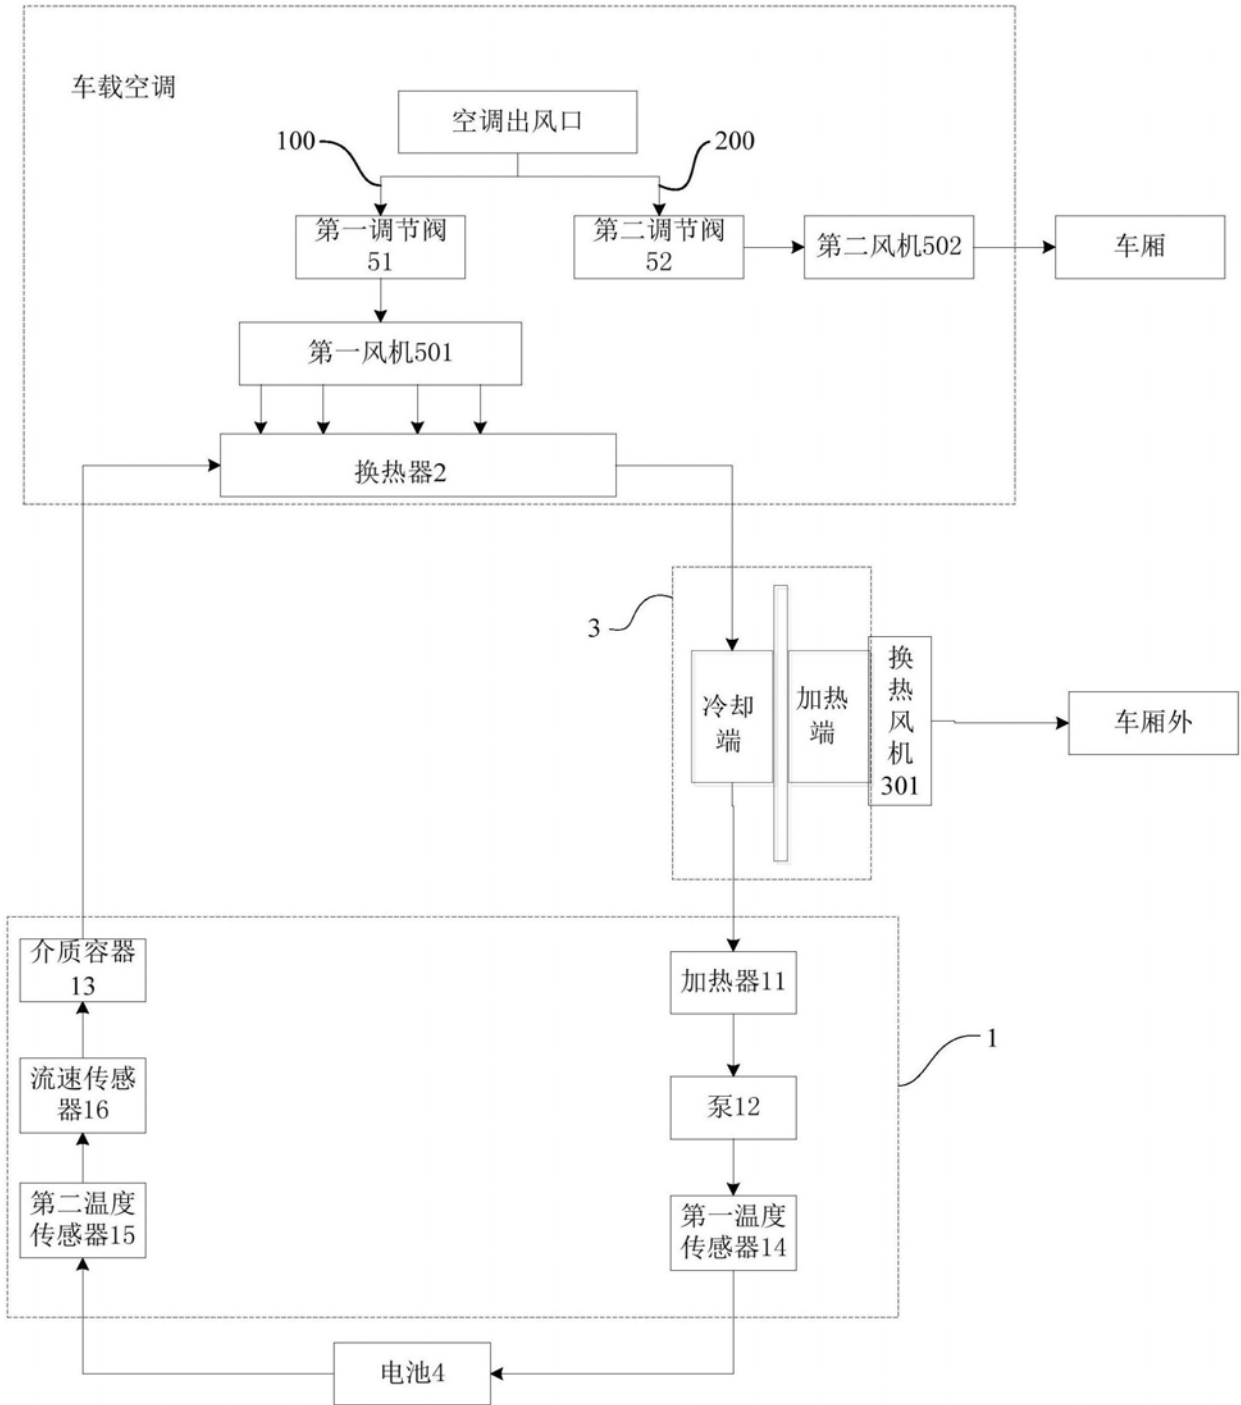 车载空调
空调出风口
100
200
第一调节阀
51
第二调节阀
52
第二风机502
车厢
第一风机501
换热器2
3
冷却
端
加热
端
换
热
风
机
301
车厢外
介质容器
13
加热器11
1
流速传感
器16
泵12
第二温度
传感器15
第一温度
传感器14
电池4